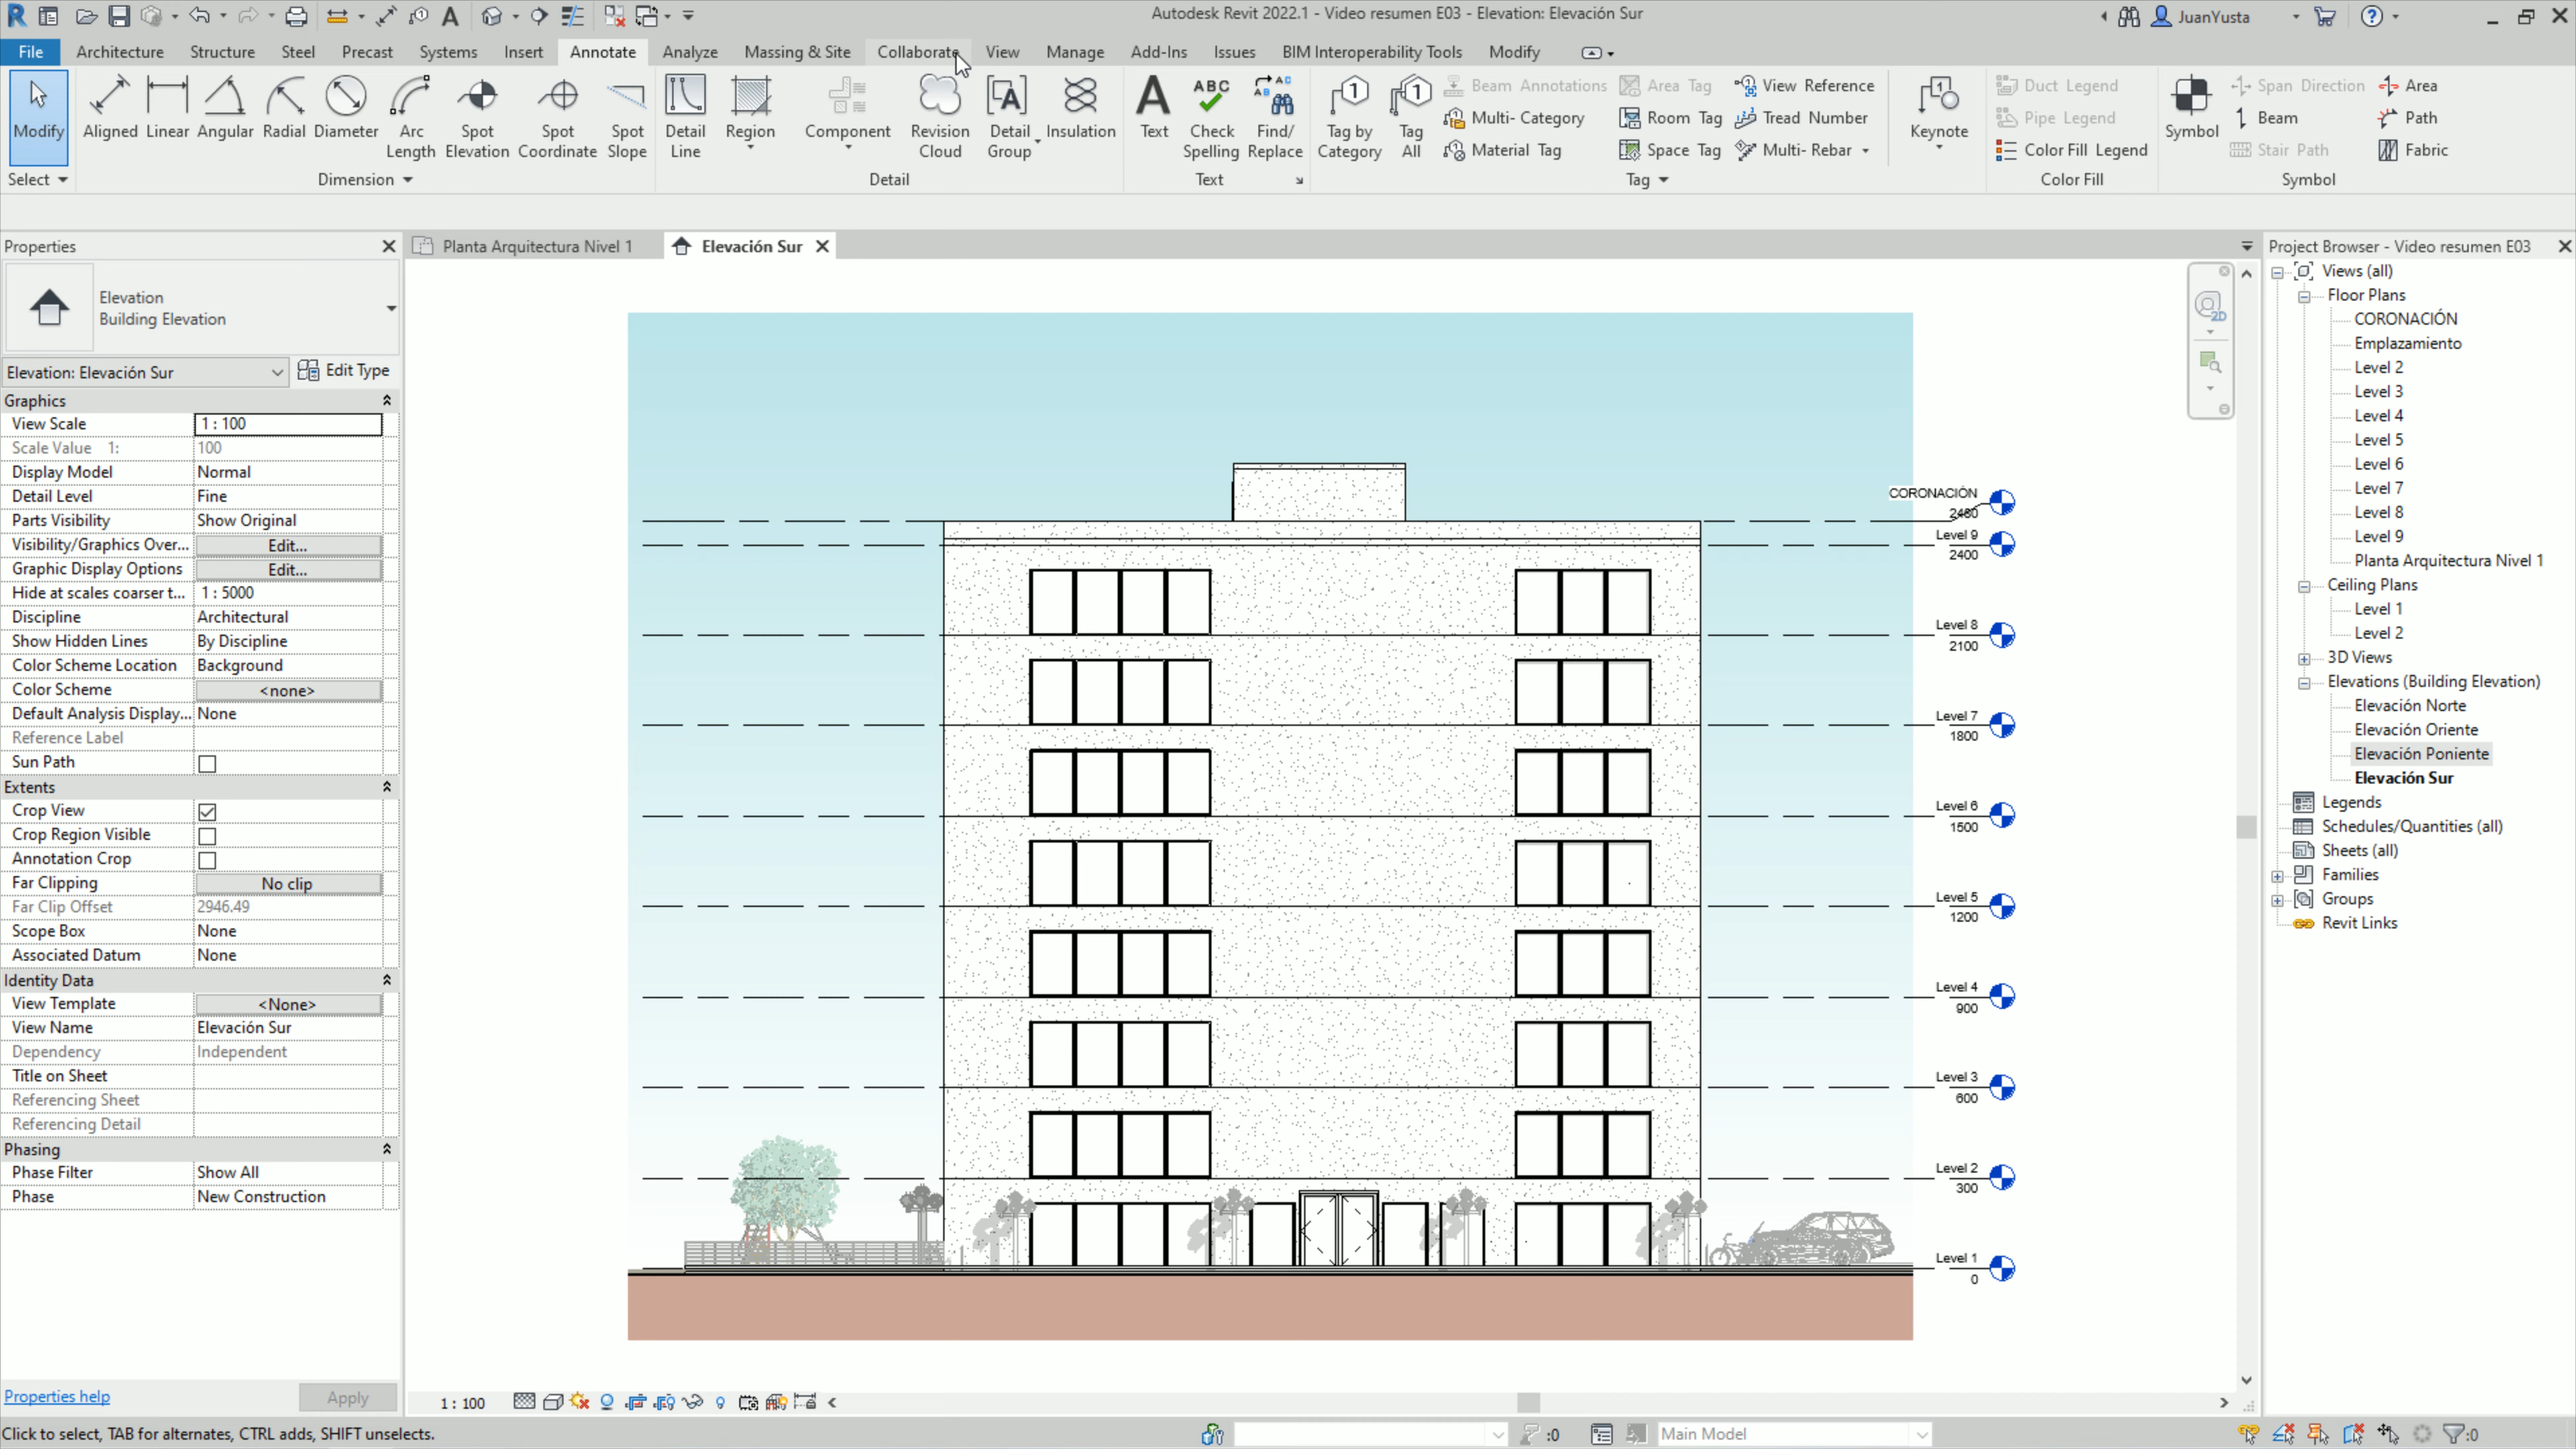 Autodesk Revit 2022.1 - Video resumen E03 - Elevation: Elevación Sur
JuanYusta
File Architecture Structure Steel Precast Systems Insert Annotate Analyze Massing & Site Collaborate View Manage Add-Ins Issues BIM Interoperability Tools Modify
Modify
Aligned
Linear
Angular
Radial
Diameter
Arc
Length
Spot
Elevation
Spot
Coordinate
Spot
Slope
Detail
Line
Region
Component
Revision
Cloud
Detail
Group
Insulation
A
Text
ABC
Check
Spelling
Find/
Replace
Tag by
Category
Tag
All
Beam Annotations
Multi- Category
Material Tag
Area Tag
Room Tag
Space Tag
View Reference
Tread Number
Multi- Rebar
Keynote
Duct Legend
Pipe Legend
Color Fill Legend
Symbol
Span Direction
Beam
Stair Path
Area
Path
Fabric
Select
Dimension
Detail
Text
Tag
Color Fill
Symbol
Properties
Elevation
Building Elevation
Elevation: Elevación Sur
Edit Type
Graphics
View Scale 1 : 100
Scale Value 1: 100
Display Model Normal
Detail Level Fine
Parts Visibility Show Original
Visibility/Graphics Over... Edit...
Graphic Display Options Edit...
Hide at scales coarser t... 1 : 5000
Discipline Architectural
Show Hidden Lines By Discipline
Color Scheme Location Background
Color Scheme <none>
Default Analysis Display... None
Reference Label
Sun Path
Extents
Crop View
Crop Region Visible
Annotation Crop
Far Clipping No clip
Far Clip Offset 2946.49
Scope Box None
Associated Datum None
Identity Data
View Template <None>
View Name Elevación Sur
Dependency Independent
Title on Sheet
Referencing Sheet
Referencing Detail
Phasing
Phase Filter Show All
Phase New Construction
Properties help
Apply
Planta Arquitectura Nivel 1
Elevación Sur
2D
CORONACIÓN
2480
Level 9
2400
Level 8
2100
Level 7
1800
Level 6
1500
Level 5
1200
Level 4
900
Level 3
600
Level 2
300
Level 1
0
Project Browser - Video resumen E03
Views (all)
Floor Plans
CORONACIÓN
Emplazamiento
Level 2
Level 3
Level 4
Level 5
Level 6
Level 7
Level 8
Level 9
Planta Arquitectura Nivel 1
Ceiling Plans
Level 1
Level 2
3D Views
Elevations (Building Elevation)
Elevación Norte
Elevación Oriente
Elevación Poniente
Elevación Sur
Legends
Schedules/Quantities (all)
Sheets (all)
Families
Groups
Revit Links
1 : 100
Click to select, TAB for alternates, CTRL adds, SHIFT unselects.
:0
Main Model
:0